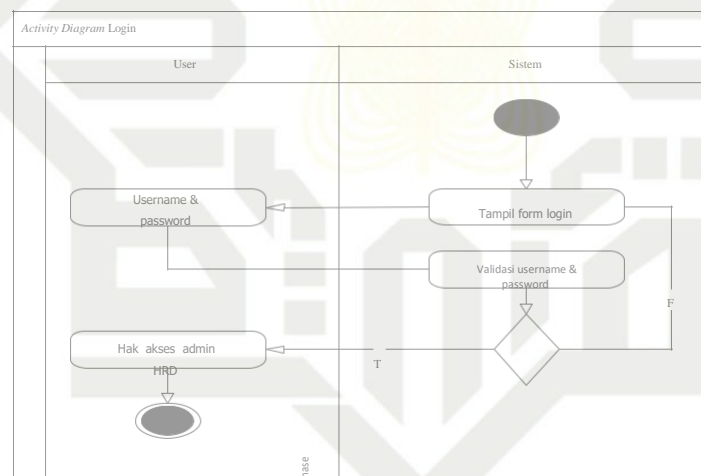 Activity Diagram Login
User
Sistem
Username &
password
Tampil form login
Validasi username &
password
F
Hak akses admin
HRD
T